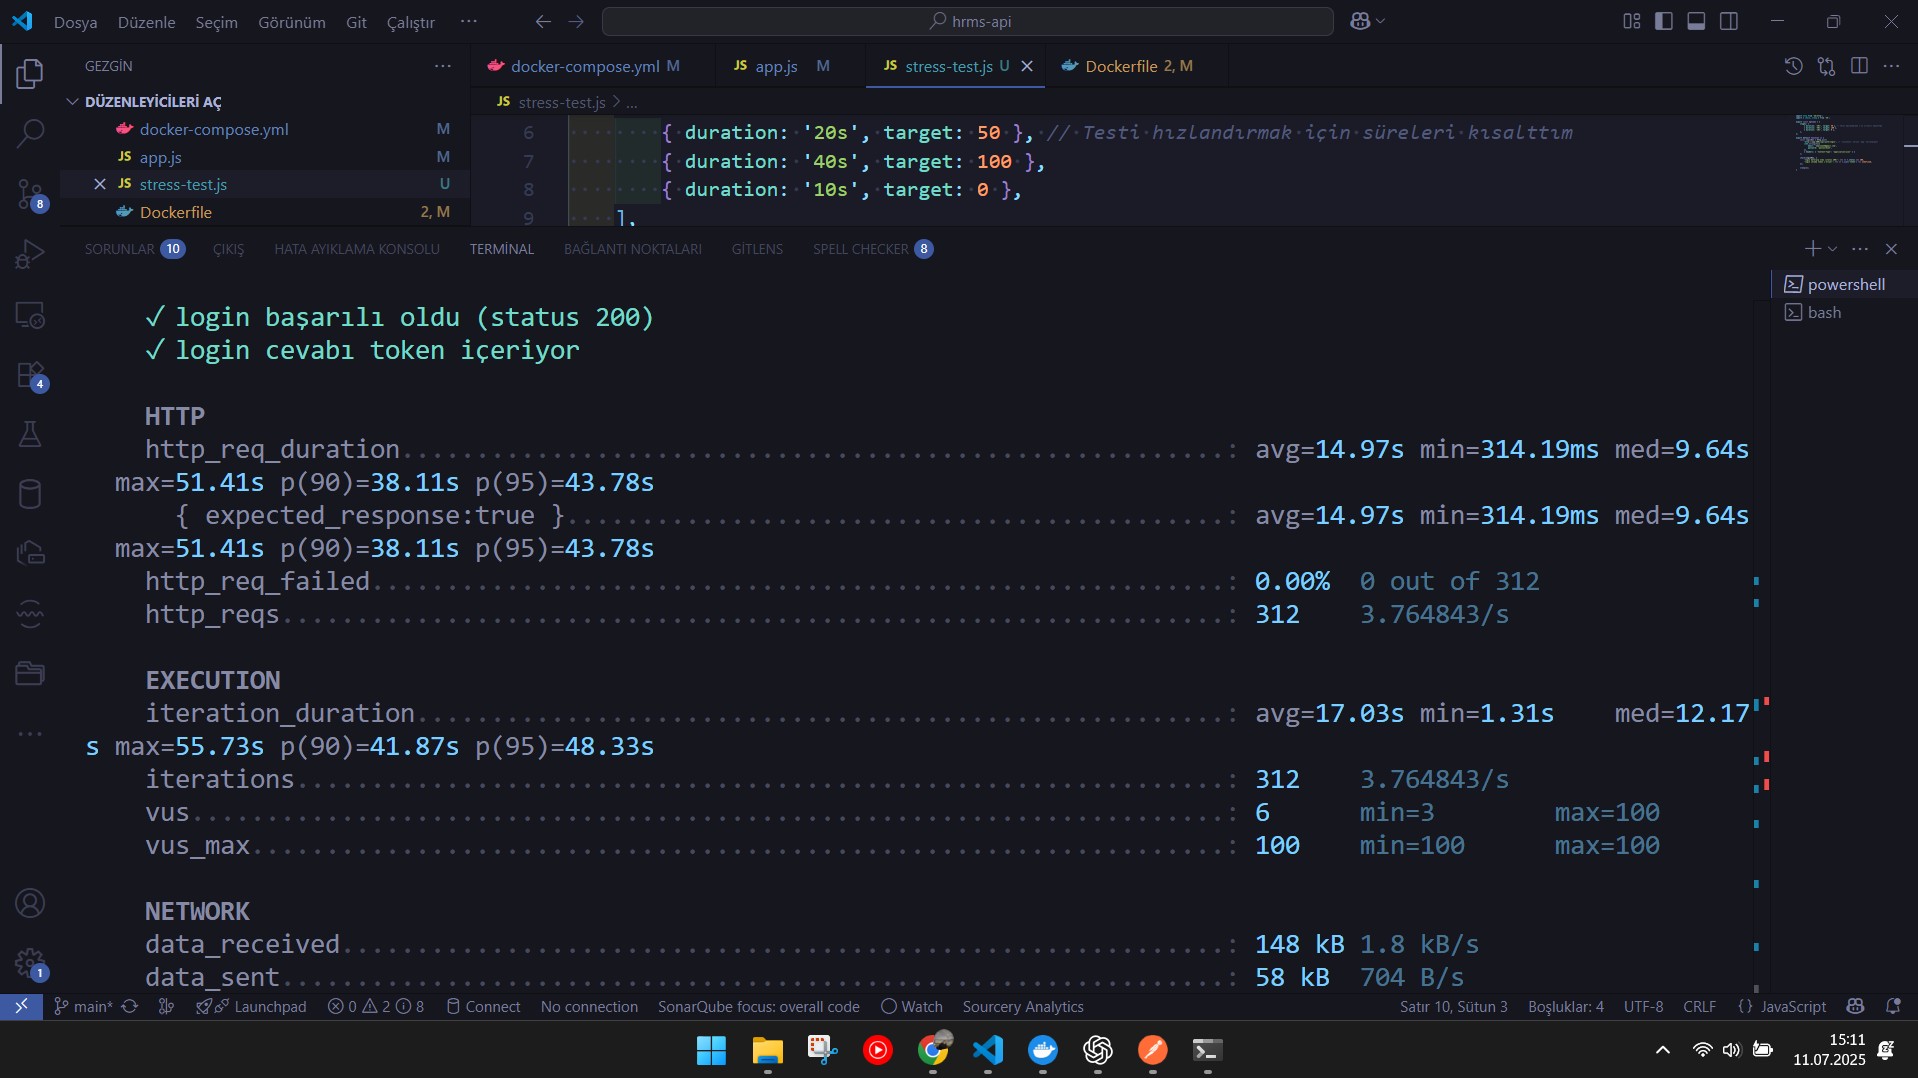 Dosya Düzenle Seçim Görünüm Git Çalıştır ··· hrms-api
GEZGİN
DÜZENLEYİCİLERİ AÇ
docker-compose.yml M
JS app.js M
JS stress-test.js U
Dockerfile 2, M
8
4
1
docker-compose.yml M JS app.js M JS stress-test.js U Dockerfile 2, M
JS stress-test.js > ...
6 { duration: '20s', target: 50 }, // Testi hızlandırmak için süreleri kısalttım
7 { duration: '40s', target: 100 },
8 { duration: '10s', target: 0 },
9 ],
SORUNLAR 10 ÇIKIŞ HATA AYIKLAMA KONSOLU TERMİNAL BAĞLANTI NOKTALARI GİTLENS SPELL CHECKER 8
powershell
bash
✓ login başarılı oldu (status 200)
✓ login cevabı token içeriyor
HTTP
http_req_duration.......................................................: avg=14.97s min=314.19ms med=9.64s
max=51.41s p(90)=38.11s p(95)=43.78s
{ expected_response:true }............................................: avg=14.97s min=314.19ms med=9.64s
max=51.41s p(90)=38.11s p(95)=43.78s
http_req_failed.........................................................: 0.00% 0 out of 312
http_reqs...............................................................: 312 3.764843/s
EXECUTION
iteration_duration......................................................: avg=17.03s min=1.31s med=12.17
s max=55.73s p(90)=41.87s p(95)=48.33s
iterations..............................................................: 312 3.764843/s
vus.....................................................................: 6 min=3 max=100
vus_max.................................................................: 100 min=100 max=100
NETWORK
data_received...........................................................: 148 kB 1.8 kB/s
data_sent...............................................................: 58 kB 704 B/s
main* Launchpad 0 2 8 Connect No connection SonarQube focus: overall code Watch Sourcery Analytics Satır 10, Sütun 3 Boşluklar: 4 UTF-8 CRLF {} JavaScript
15:11
11.07.2025